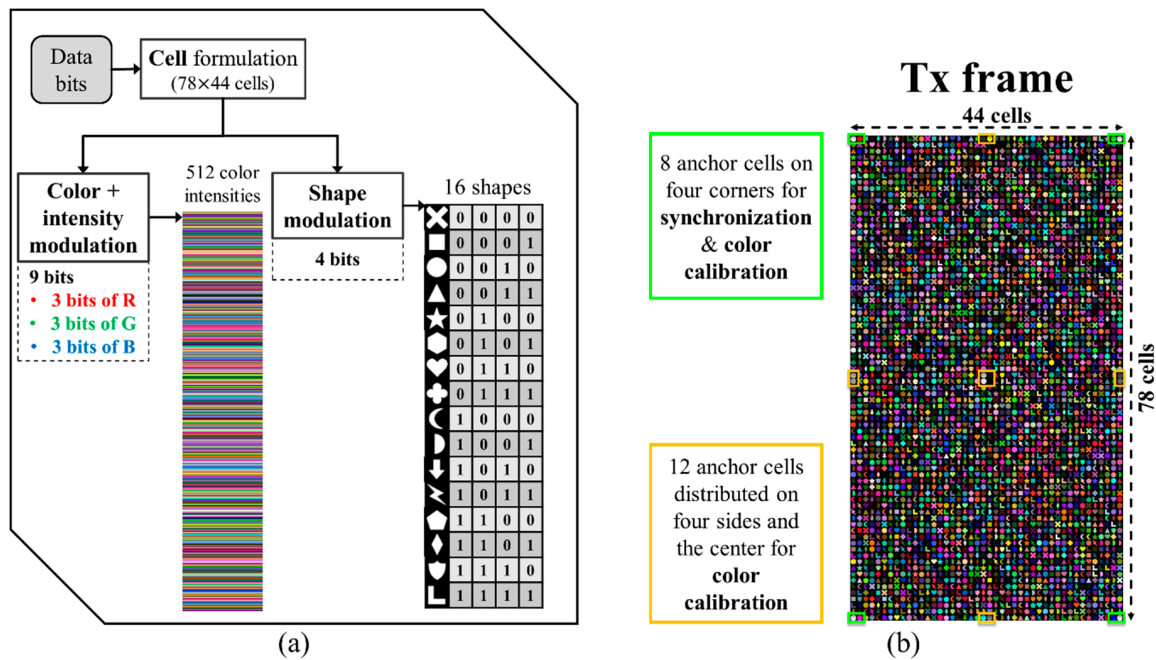 Data
bits
Cell formulation
(78×44 cells)
Color +
intensity
modulation
9 bits
• 3 bits of R
• 3 bits of G
• 3 bits of B
512 color
intensities
Shape
modulation
4 bits
16 shapes
0 0 0 0
0 0 0 1
0 0 1 0
0 0 1 1
0 1 0 0
0 1 0 1
0 1 1 0
0 1 1 1
1 0 0 0
1 0 0 1
1 0 1 0
1 0 1 1
1 1 0 0
1 1 0 1
1 1 1 0
1 1 1 1
(a)
Tx frame
44 cells
78 cells
8 anchor cells on
four corners for
synchronization
& color
calibration
12 anchor cells
distributed on
four sides and
the center for
color
calibration
(b)